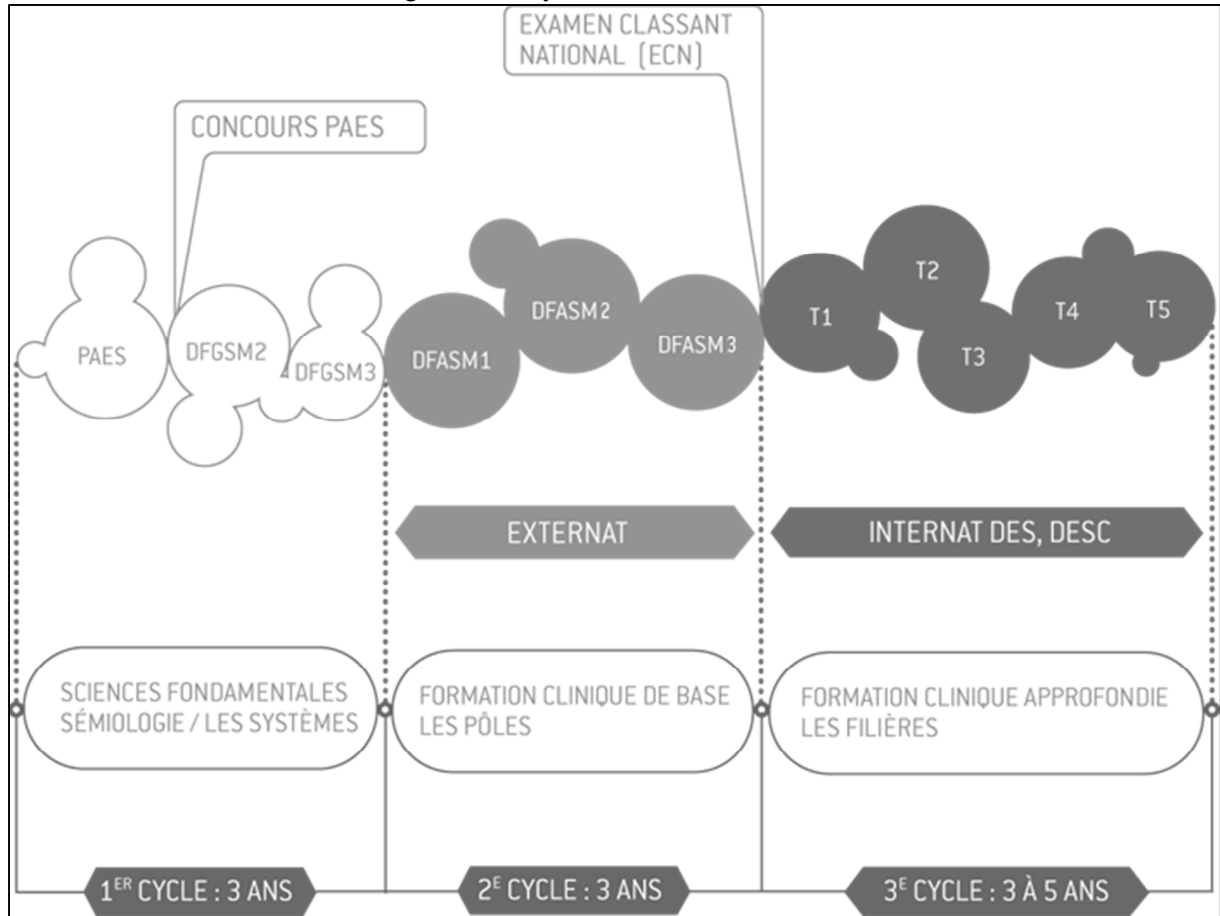 EXAMEN CLASSANT
NATIONAL (ECN)
CONCOURS PAES
PAES
DFGSM2
DFGSM3
DFASM1
DFASM2
DFASM3
T1
T2
T3
T4
T5
EXTERNAT
INTERNAT DES, DESC
SCIENCES FONDAMENTALES
SÉMIOLOGIE / LES SYSTÈMES
FORMATION CLINIQUE DE BASE
LES PÔLES
FORMATION CLINIQUE APPROFONDIE
LES FILIÈRES
1ER CYCLE : 3 ANS
2E CYCLE : 3 ANS
3E CYCLE : 3 À 5 ANS